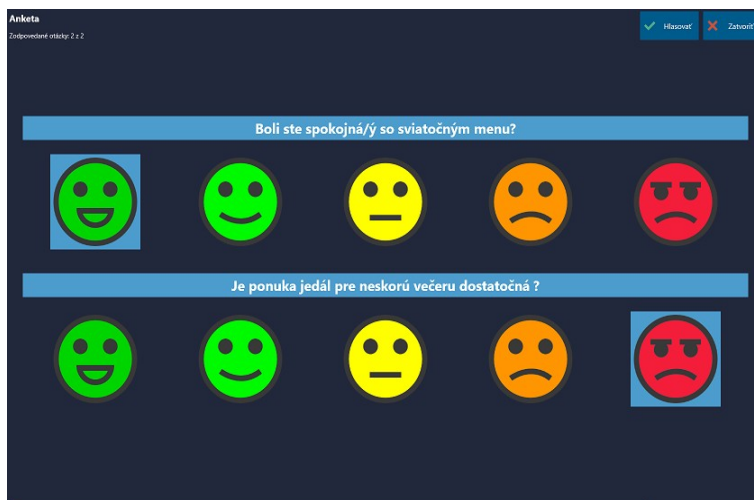 Anketa
Zodpovedané otázky: 2 z 2
Hlasovať
Zatvoriť
Boli ste spokojná/ý so sviatočným menu?
Je ponuka jedál pre neskorú večeru dostatočná ?